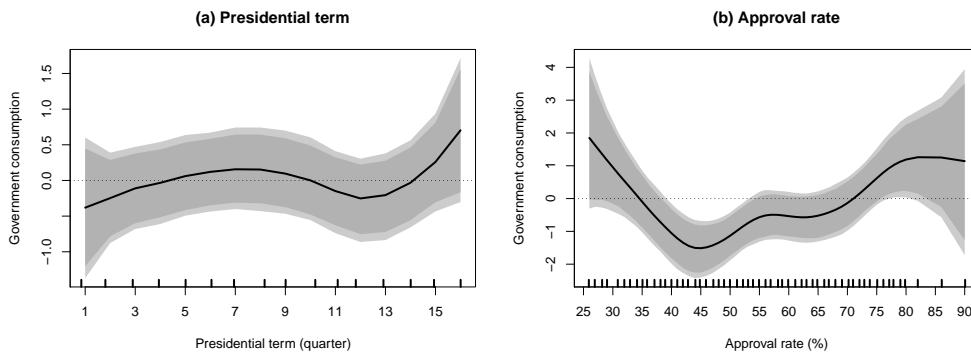 (a) Presidential term
Government consumption
1.5
1.0
0.5
0.0
−1.0
1 3 5 7 9 11 13 15
Presidential term (quarter)
(b) Approval rate
Government consumption
4
3
2
1
0
−1
−2
25 30 35 40 45 50 55 60 65 70 75 80 85 90
Approval rate (%)